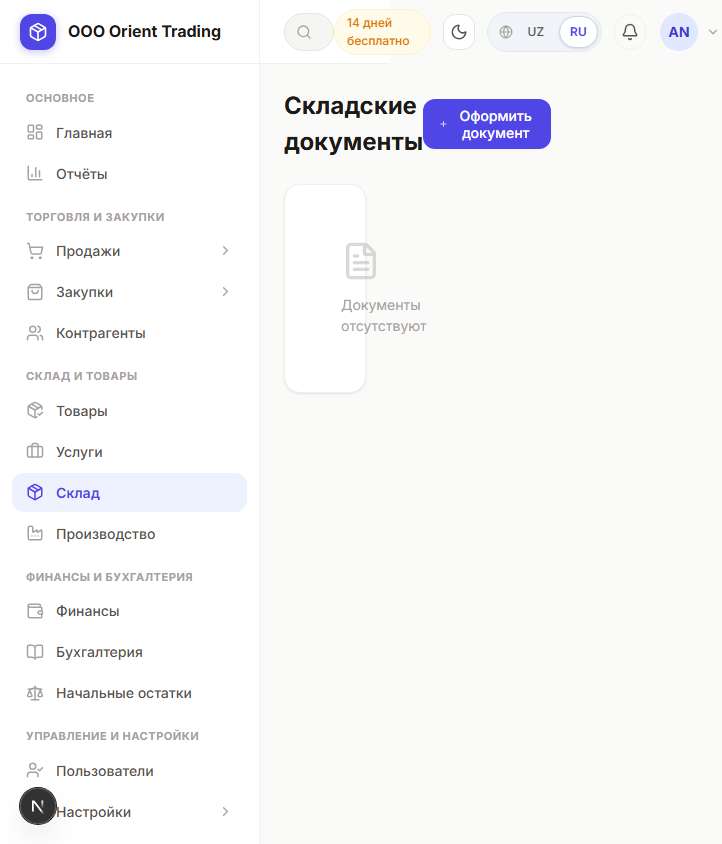 OOO Orient Trading
14 дней
бесплатно
UZ
RU
AN
ОСНОВНОЕ
Главная
Отчёты
ТОРГОВЛЯ И ЗАКУПКИ
Продажи
Закупки
Контрагенты
СКЛАД И ТОВАРЫ
Товары
Услуги
Склад
Производство
ФИНАНСЫ И БУХГАЛТЕРИЯ
Финансы
Бухгалтерия
Начальные остатки
УПРАВЛЕНИЕ И НАСТРОЙКИ
Пользователи
N
Настройки
Складские
документы
+ Оформить
документ
Документы
отсутствуют